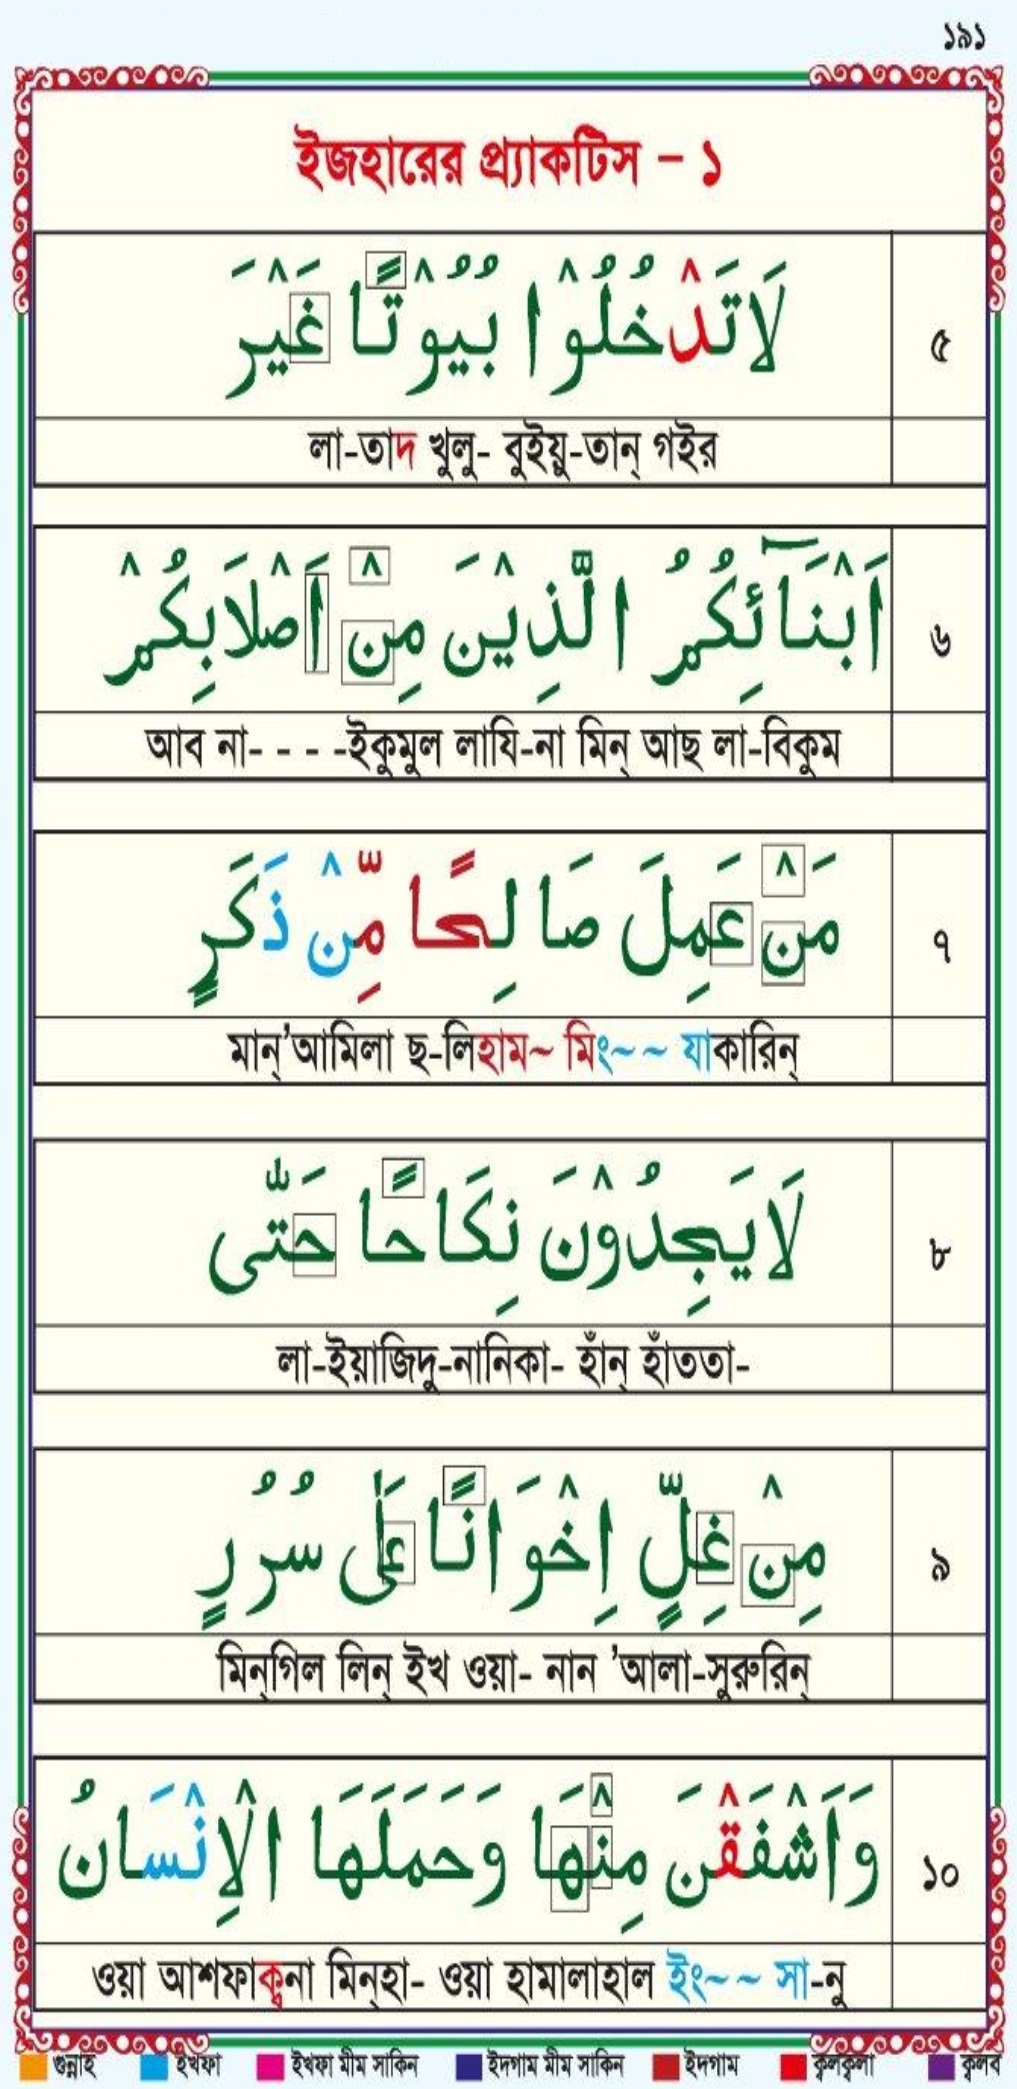 ১৯১
ইজহারের প্র্যাকটিস – ১
لَاتَدْخُلُوْا بُيُوْتًا غَيْرَ ৫
লা-তাদ খুলু- বুইয়ু-তান্ গইর
اَبْنَآئِكُمُ الَّذِيْنَ مِنْ اَصْلَابِكُمْ ৬
আব না- - - -ইকুমুল লাযি-না মিন্ আছ লা-বিকুম
مَنْ عَمِلَ صَالِحًا مِّنْ ذَكَرٍ ৭
মান্'আমিলা ছ-লিহাম~ মিং~~ যাকারিন্
لَايَجِدُوْنَ نِكَاحًا حَتّٰى ৮
লা-ইয়াজিদু-নানিকা- হাঁন্ হাঁততা-
مِنْ غِلٍّ اِخْوَانًا عَلٰى سُرُرٍ ৯
মিন্গিল লিন্ ইখ ওয়া- নান 'আলা-সুরুরিন্
وَاَشْفَقْنَ مِنْهَا وَحَمَلَهَا الْاِنْسَانُ ১০
ওয়া আশফাক্বনা মিন্হা- ওয়া হামালাহাল ইং~~ সা-নু
গুন্নাহ ইখফা ইখফা মীম সাকিন ইদগাম মীম সাকিন ইদগাম ক্বলক্বলা ক্বলব